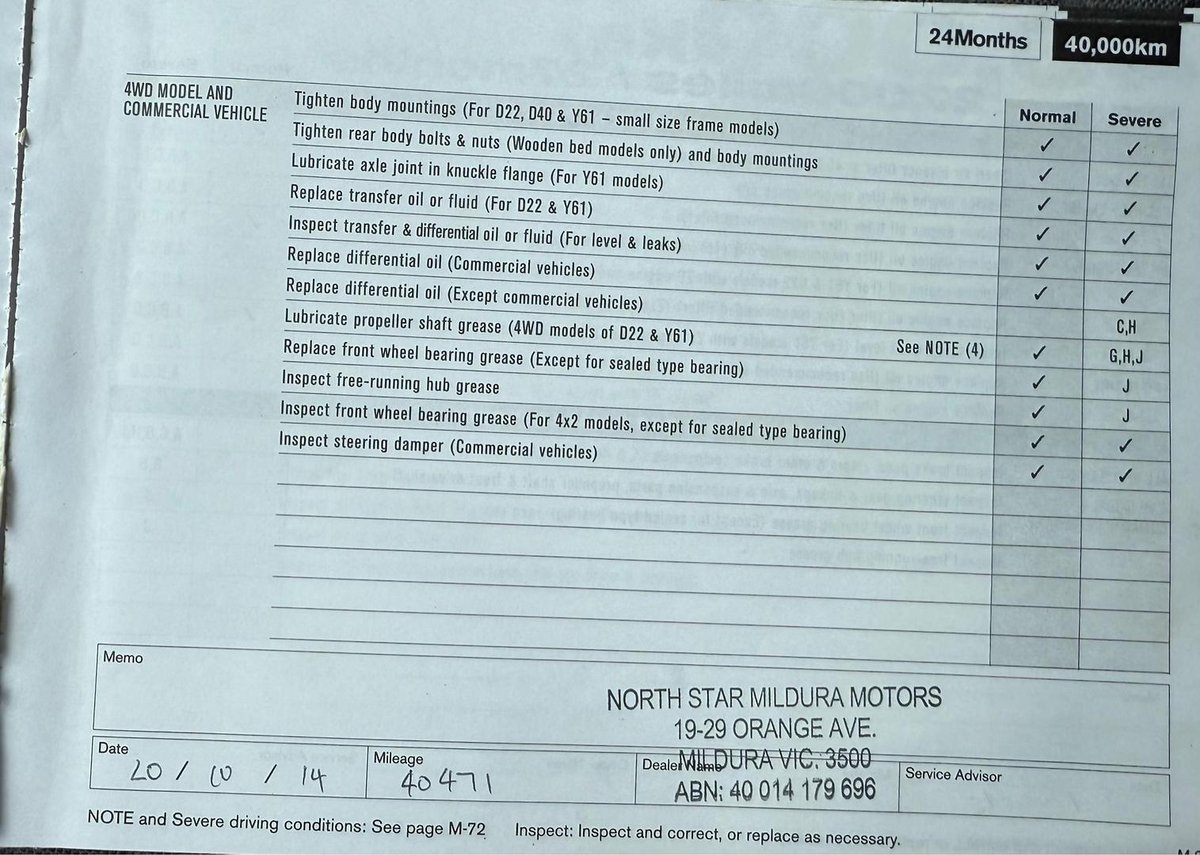 24Months 40,000km
4WD MODEL AND
COMMERCIAL VEHICLE
Normal Severe
Tighten body mountings (For D22, D40 & Y61 – small size frame models) ✓ ✓
Tighten rear body bolts & nuts (Wooden bed models only) and body mountings ✓ ✓
Lubricate axle joint in knuckle flange (For Y61 models) ✓ ✓
Replace transfer oil or fluid (For D22 & Y61) ✓ ✓
Inspect transfer & differential oil or fluid (For level & leaks) ✓ ✓
Replace differential oil (Commercial vehicles) ✓ ✓
Replace differential oil (Except commercial vehicles) C,H
Lubricate propeller shaft grease (4WD models of D22 & Y61) See NOTE (4) ✓ G,H,J
Replace front wheel bearing grease (Except for sealed type bearing) ✓ J
Inspect free-running hub grease ✓ J
Inspect front wheel bearing grease (For 4x2 models, except for sealed type bearing) ✓ ✓
Inspect steering damper (Commercial vehicles) ✓ ✓
Memo
NORTH STAR MILDURA MOTORS
19-29 ORANGE AVE.
MILDURA VIC. 3500
ABN: 40 014 179 696
Date 20 / 10 / 14
Mileage 40471
Dealer Name
Service Advisor
NOTE and Severe driving conditions: See page M-72 Inspect: Inspect and correct, or replace as necessary.